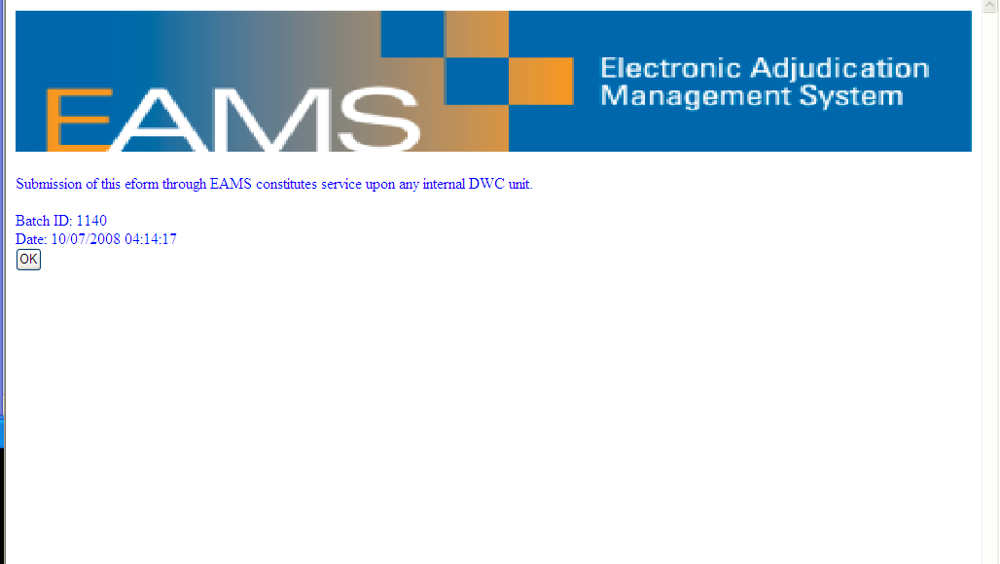 EAMS
Electronic Adjudication
Management System
Submission of this eform through EAMS constitutes service upon any internal DWC unit.
Batch ID: 1140
Date: 10/07/2008 04:14:17
OK